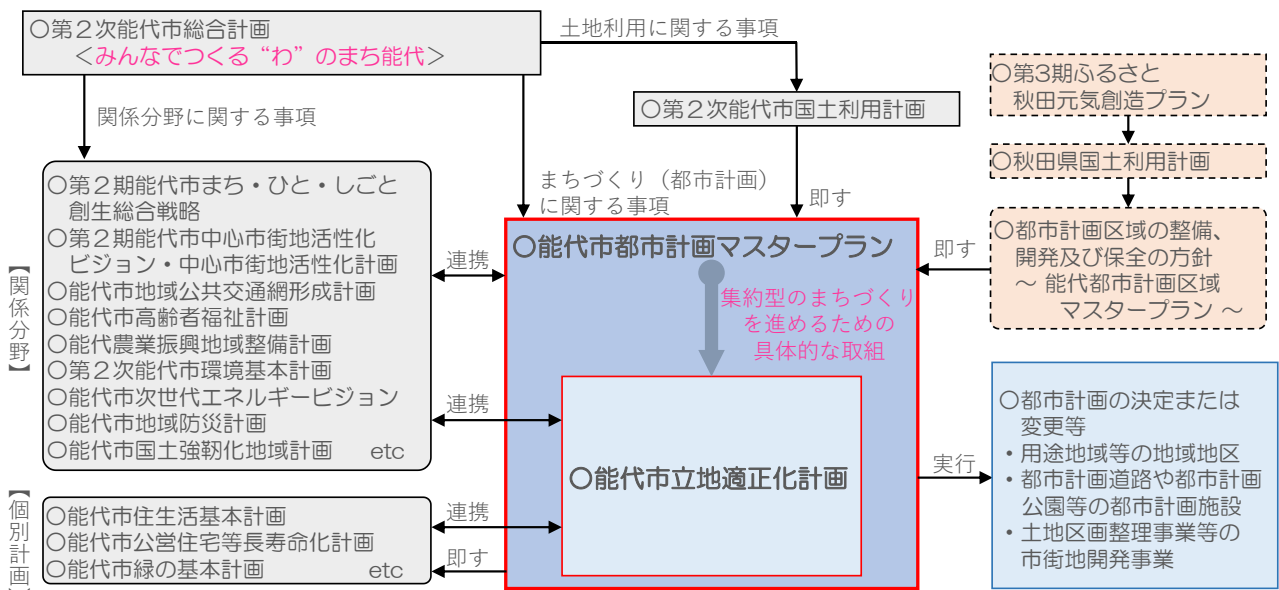 〇第２次能代市総合計画
＜みんなでつくる“わ”のまち能代＞
土地利用に関する事項
関係分野に関する事項
〇第２次能代市国土利用計画
〇第3期ふるさと
秋田元気創造プラン
〇秋田県国土利用計画
〇都市計画区域の整備、
開発及び保全の方針
～ 能代都市計画区域
マスタープラン ～
まちづくり（都市計画）
に関する事項
即す
即す
【関係分野】
〇第２期能代市まち・ひと・しごと
創生総合戦略
〇第２期能代市中心市街地活性化
ビジョン・中心市街地活性化計画
〇能代市地域公共交通網形成計画
〇能代市高齢者福祉計画
〇能代農業振興地域整備計画
〇第２次能代市環境基本計画
〇能代市次世代エネルギービジョン
〇能代市地域防災計画
〇能代市国土強靭化地域計画 etc
連携
連携
〇能代市都市計画マスタープラン
集約型のまちづくり
を進めるための
具体的な取組
〇能代市立地適正化計画
【個別計画】
〇能代市住生活基本計画
〇能代市公営住宅等長寿命化計画
〇能代市緑の基本計画 etc
連携
即す
実行
〇都市計画の決定または
変更等
・用途地域等の地域地区
・都市計画道路や都市計画
公園等の都市計画施設
・土地区画整理事業等の
市街地開発事業